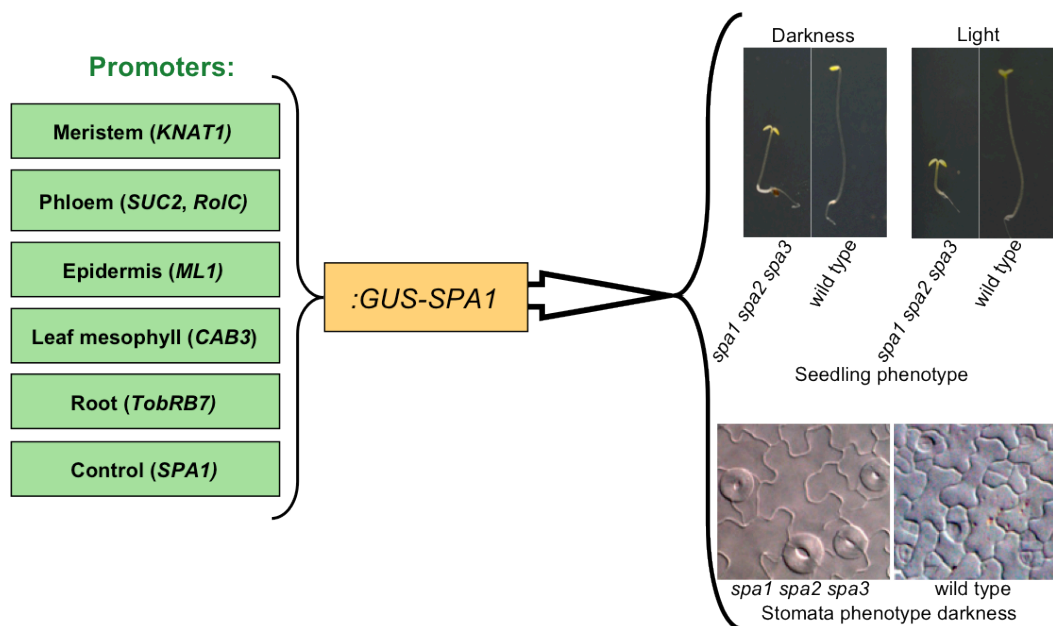 Promoters:
Meristem (KNAT1)
Phloem (SUC2, RolC)
Epidermis (ML1)
Leaf mesophyll (CAB3)
Root (TobRB7)
Control (SPA1)
:GUS-SPA1
Darkness
Light
spa1 spa2 spa3
wild type
spa1 spa2 spa3
wild type
Seedling phenotype
spa1 spa2 spa3
wild type
Stomata phenotype darkness